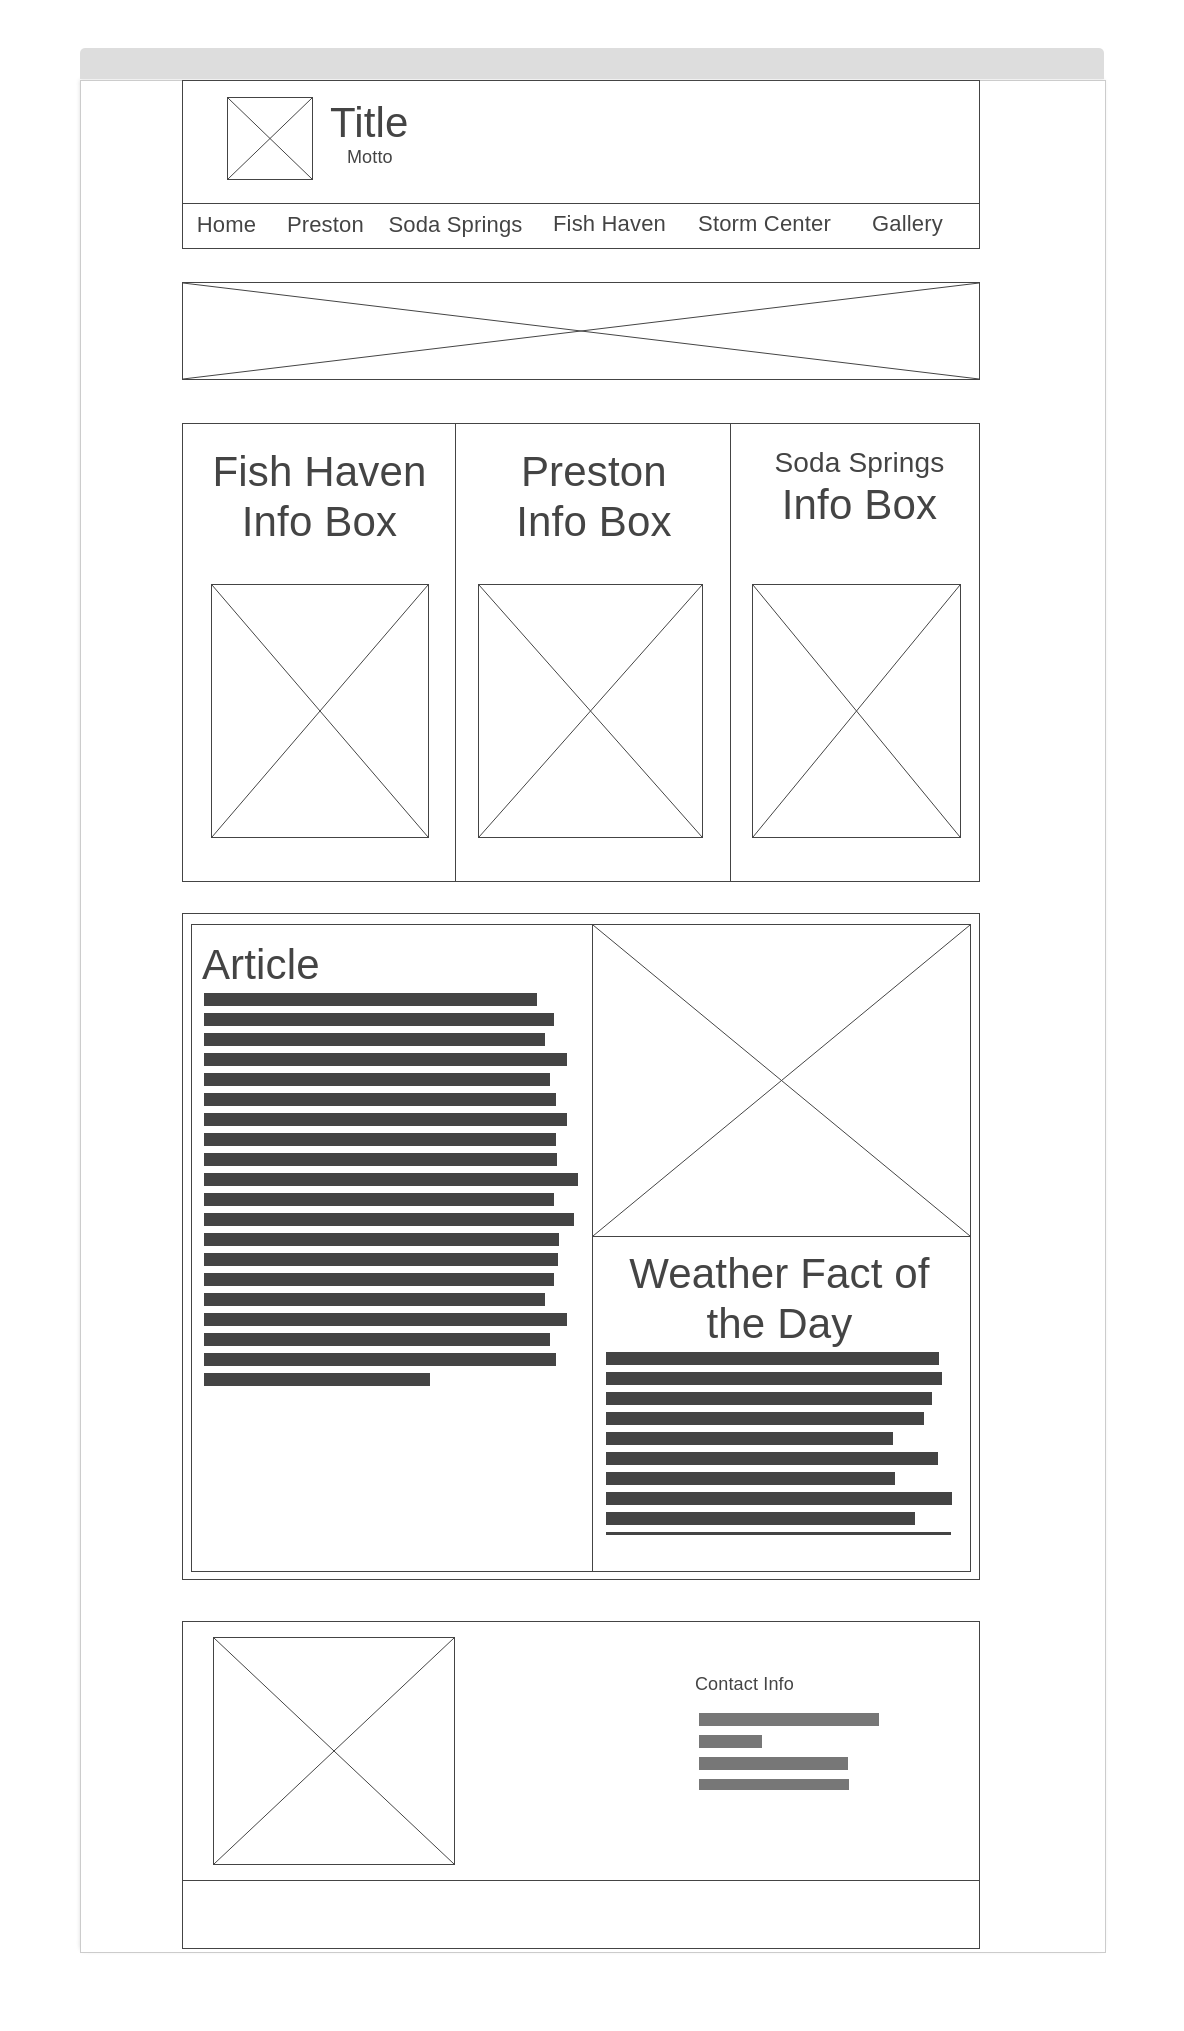 Title
Motto
Home Preston Soda Springs Fish Haven Storm Center Gallery
Fish Haven
Info Box
Preston
Info Box
Soda Springs
Info Box
Article
Weather Fact of
the Day
Contact Info